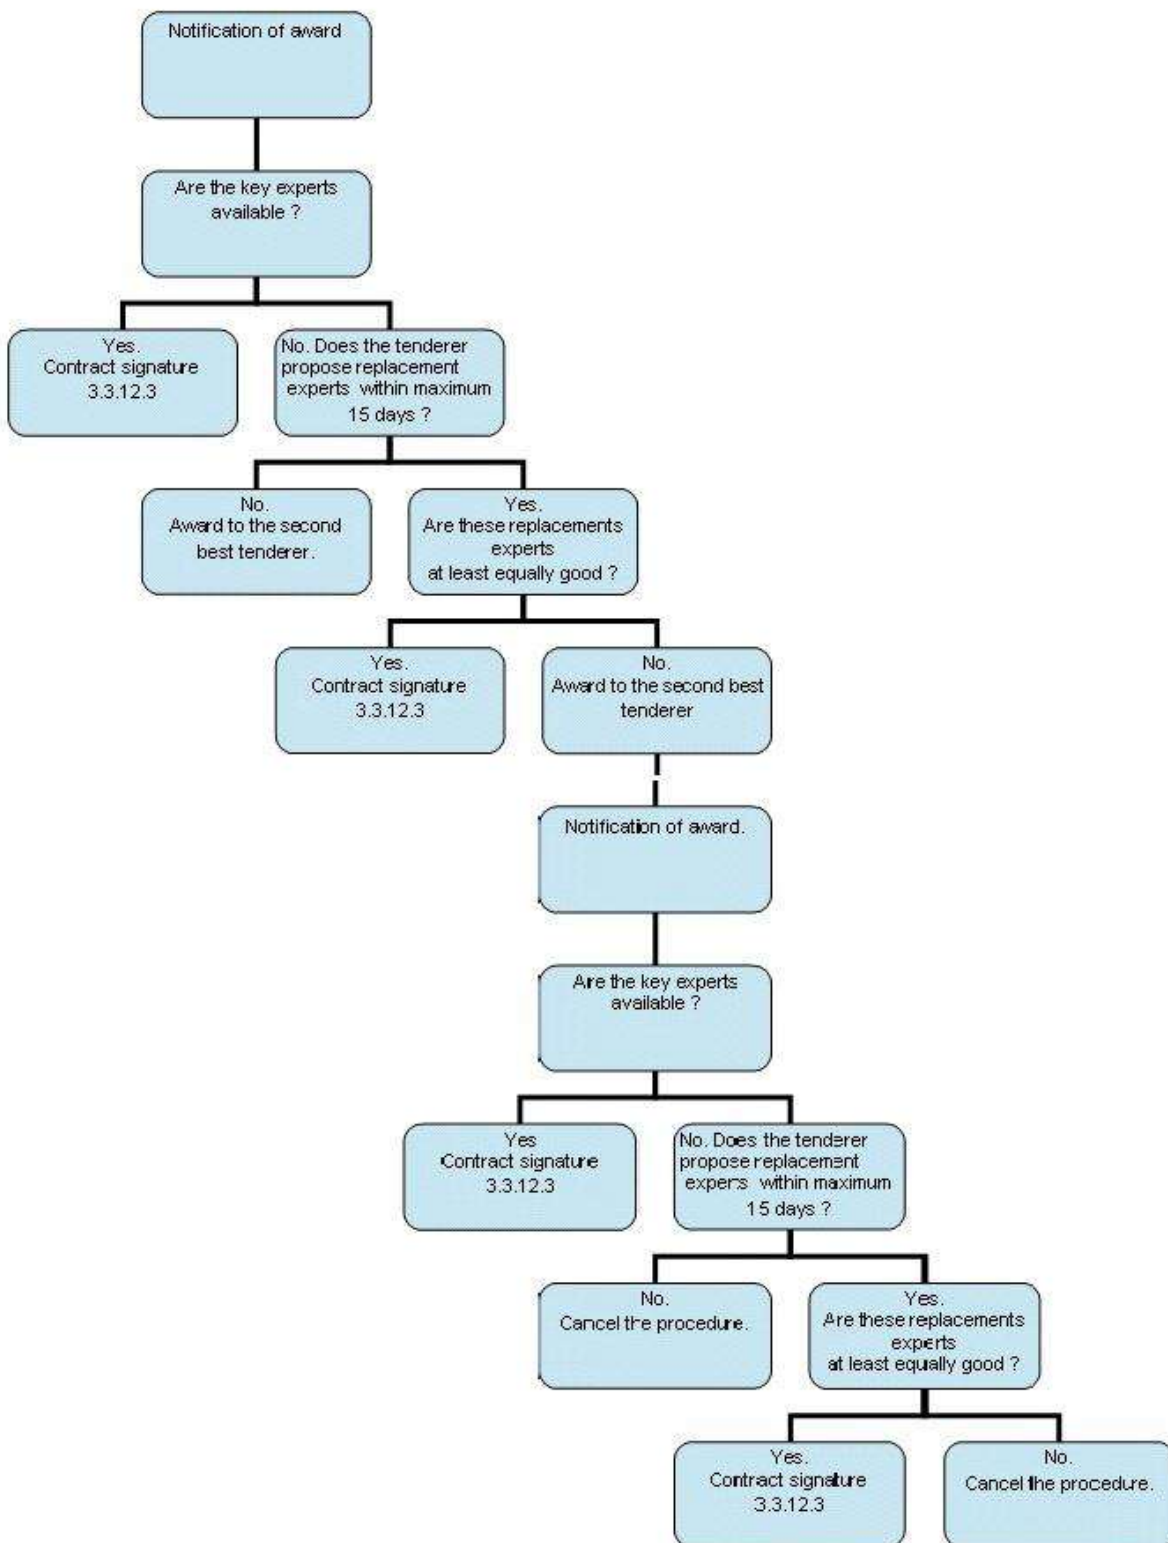 Notification of award
Are the key experts
available ?
Yes.
Contract signature
3.3.12.3
No. Does the tenderer
propose replacement
experts within maximum
15 days ?
No.
Award to the second
best tenderer.
Yes.
Are these replacements
experts
at least equally good ?
Yes.
Contract signature
3.3.12.3
No.
Award to the second best
tenderer
Notification of award.
Are the key experts
available ?
Yes
Contract signature
3.3.12.3
No. Does the tenderer
propose replacement
experts within maximum
15 days ?
No.
Cancel the procedure.
Yes.
Are these replacements
experts
at least equally good ?
Yes.
Contract signature
3.3.12.3
No.
Cancel the procedure.